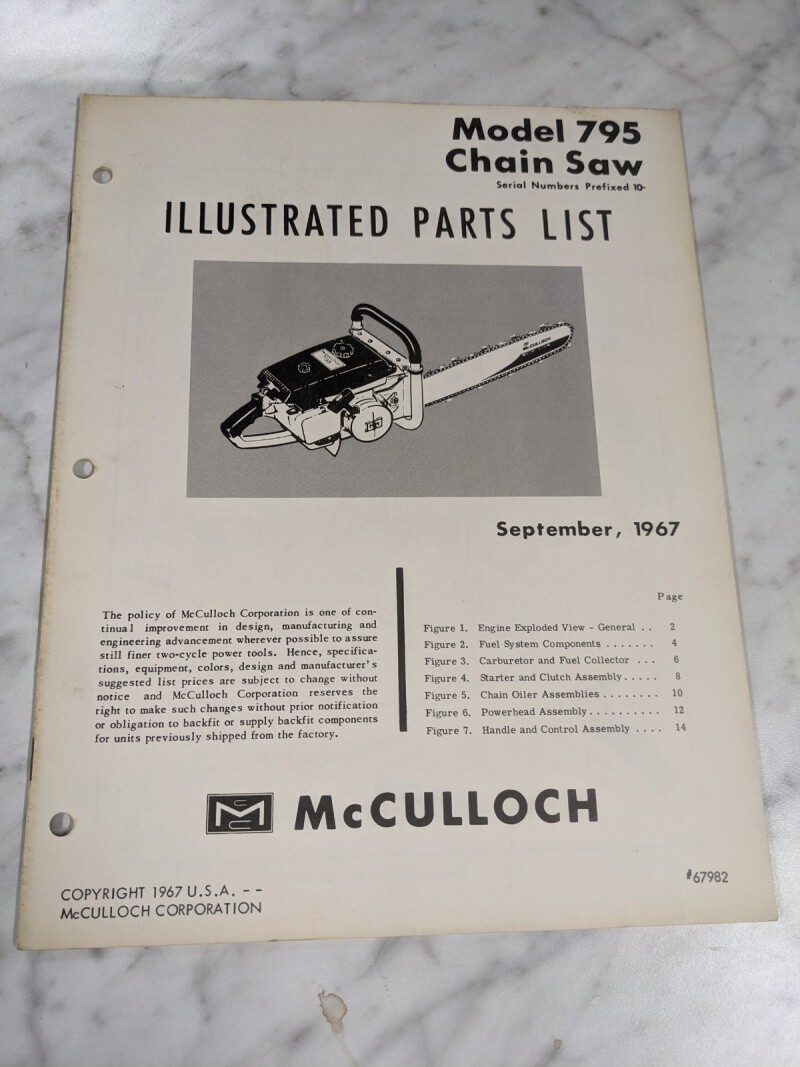 Model 795
Chain Saw
Serial Numbers Prefixed 10-
ILLUSTRATED PARTS LIST
McCULLOCH
September, 1967
The policy of McCulloch Corporation is one of con-
tinual improvement in design, manufacturing and
engineering advancement wherever possible to assure
still finer two-cycle power tools. Hence, specifica-
tions, equipment, colors, design and manufacturer's
suggested list prices are subject to change without
notice and McCulloch Corporation reserves the
right to make such changes without prior notification
or obligation to backfit or supply backfit components
for units previously shipped from the factory.
Page
Figure 1. Engine Exploded View - General . . 2
Figure 2. Fuel System Components . . . . . . . 4
Figure 3. Carburetor and Fuel Collector . . . 6
Figure 4. Starter and Clutch Assembly . . . . . 8
Figure 5. Chain Oiler Assemblies . . . . . . . . 10
Figure 6. Powerhead Assembly . . . . . . . . . . 12
Figure 7. Handle and Control Assembly . . . . 14
McCULLOCH
COPYRIGHT 1967 U.S.A. - -
McCULLOCH CORPORATION
#67982